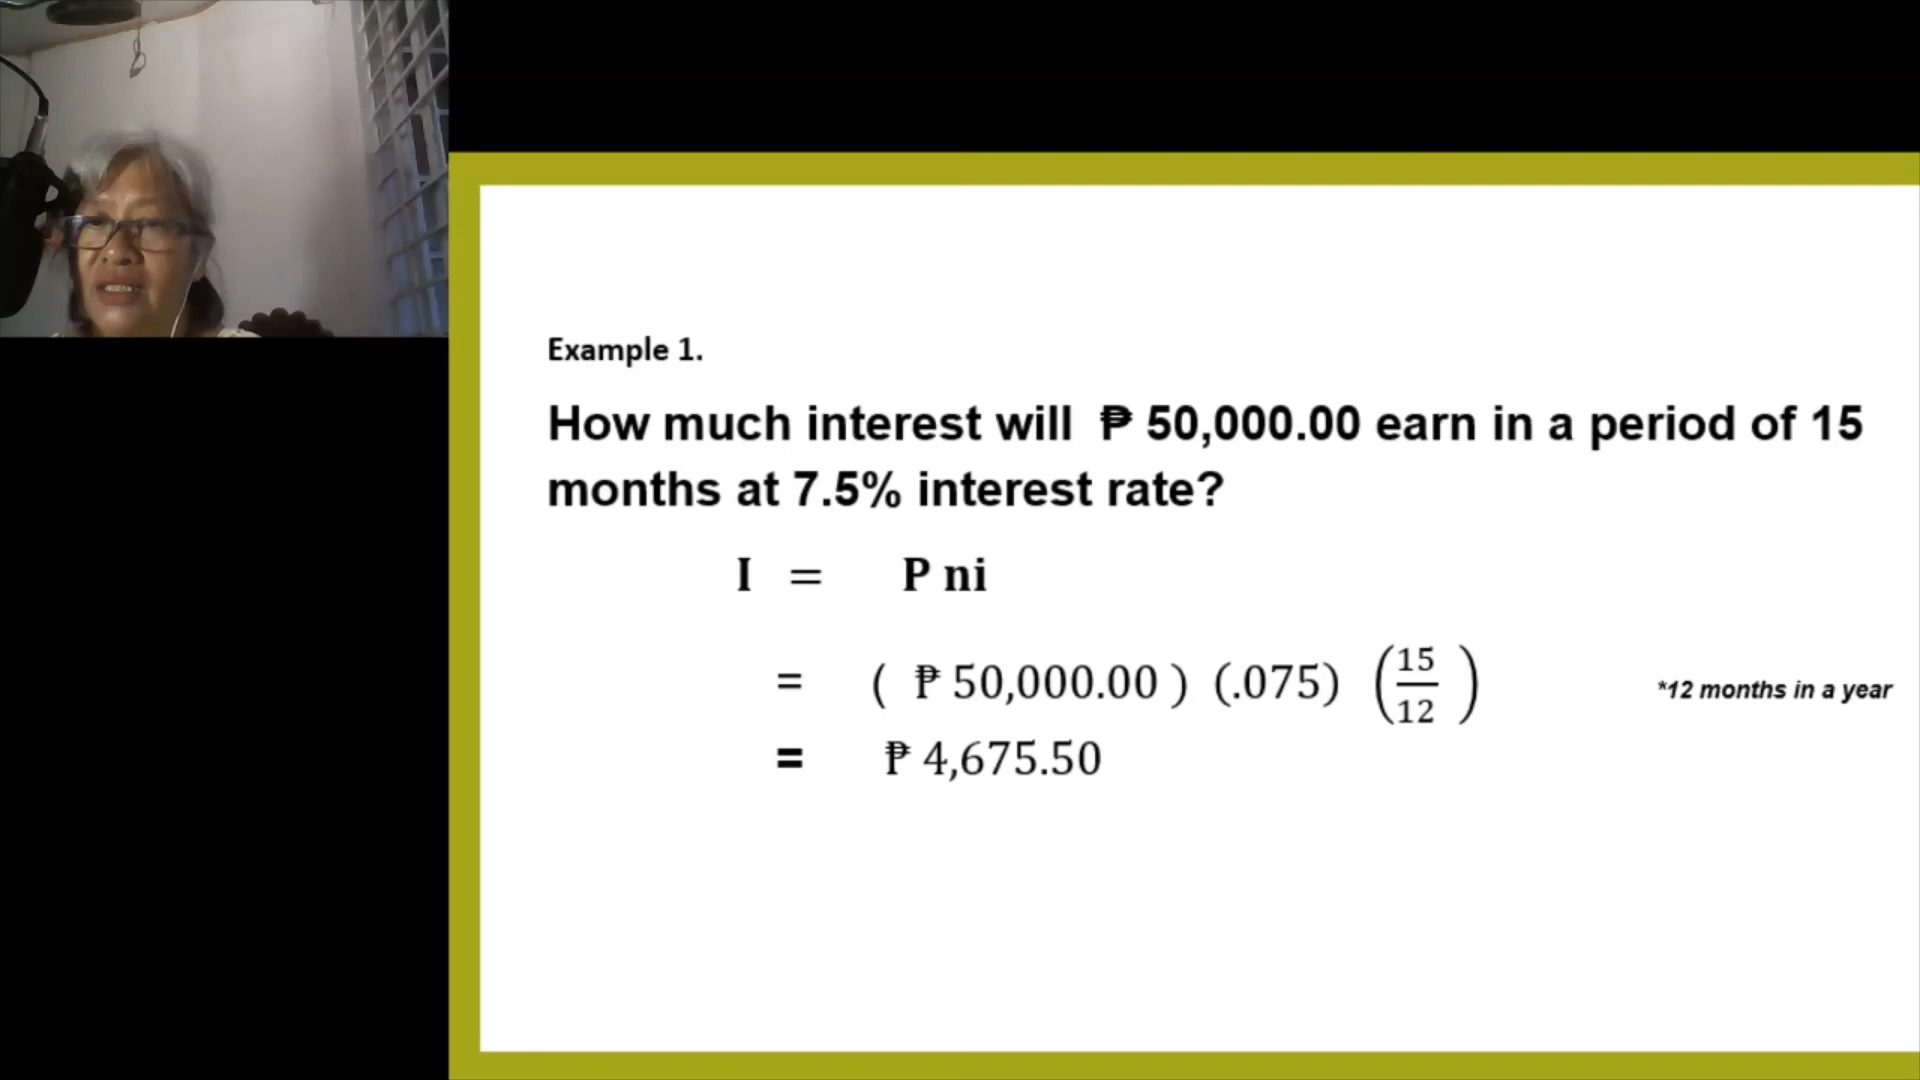 Example 1.
How much interest will ₱ 50,000.00 earn in a period of 15
months at 7.5% interest rate?
I = P ni
= ( ₱ 50,000.00 ) (.075) (15/12 )
*12 months in a year
= ₱ 4,675.50